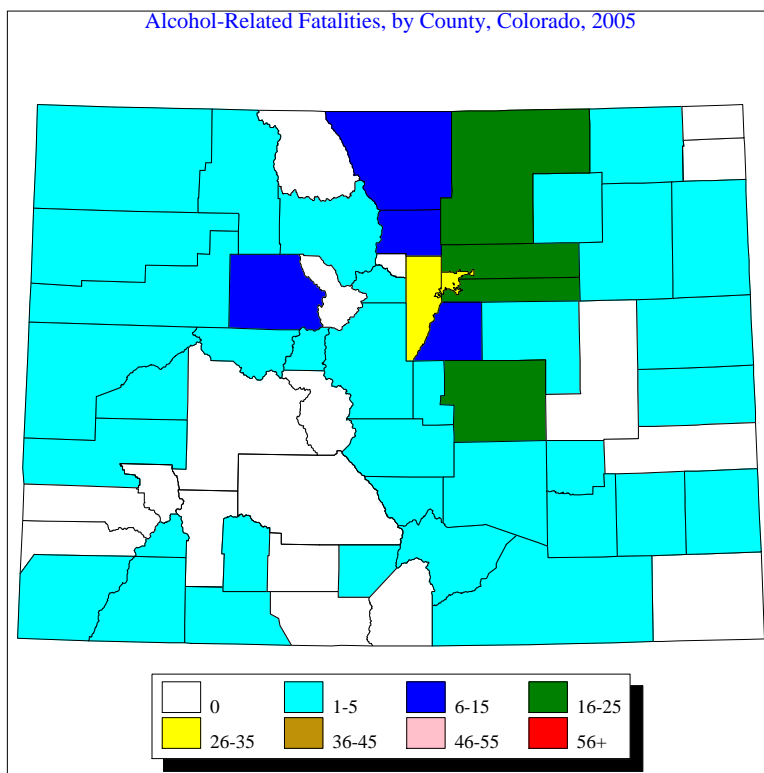 Alcohol-Related Fatalities, by County, Colorado, 2005
0 1-5 6-15 16-25
26-35 36-45 46-55 56+